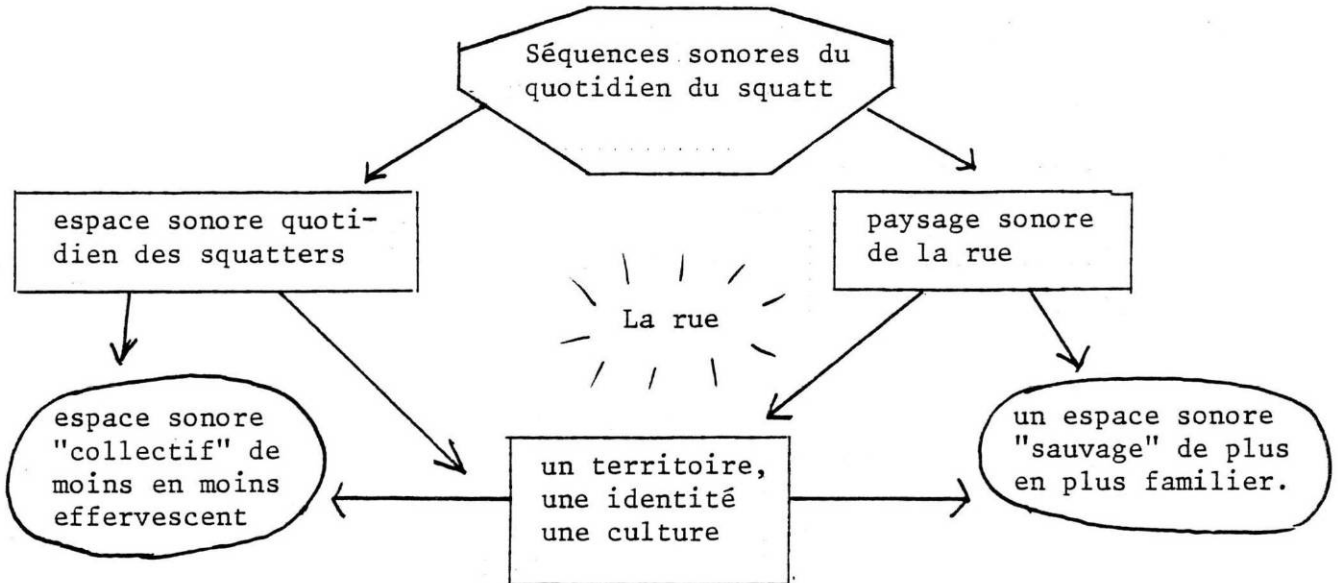 Séquences sonores du
quotidien du squatt
espace sonore quoti-
dien des squatters
paysage sonore
de la rue
La rue
espace sonore
"collectif" de
moins en moins
effervescent
un territoire,
une identité
une culture
un espace sonore
"sauvage" de plus
en plus familier.